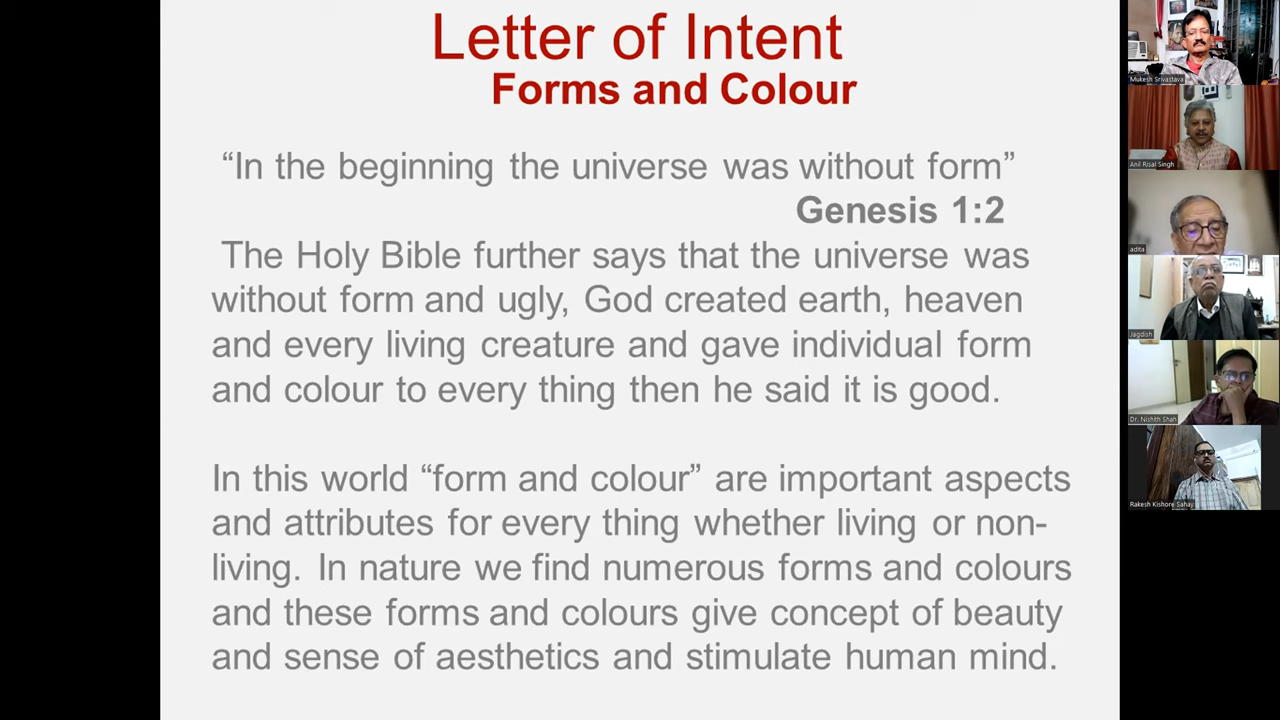 Letter of Intent
Forms and Colour
“In the beginning the universe was without form”
Genesis 1:2
The Holy Bible further says that the universe was
without form and ugly, God created earth, heaven
and every living creature and gave individual form
and colour to every thing then he said it is good.
In this world “form and colour” are important aspects
and attributes for every thing whether living or non-
living. In nature we find numerous forms and colours
and these forms and colours give concept of beauty
and sense of aesthetics and stimulate human mind.
Mukesh Srivastava
Anil Risal Singh
adita
Jagdish
Dr. Nishith Shah
Rakesh Kishore Sahay